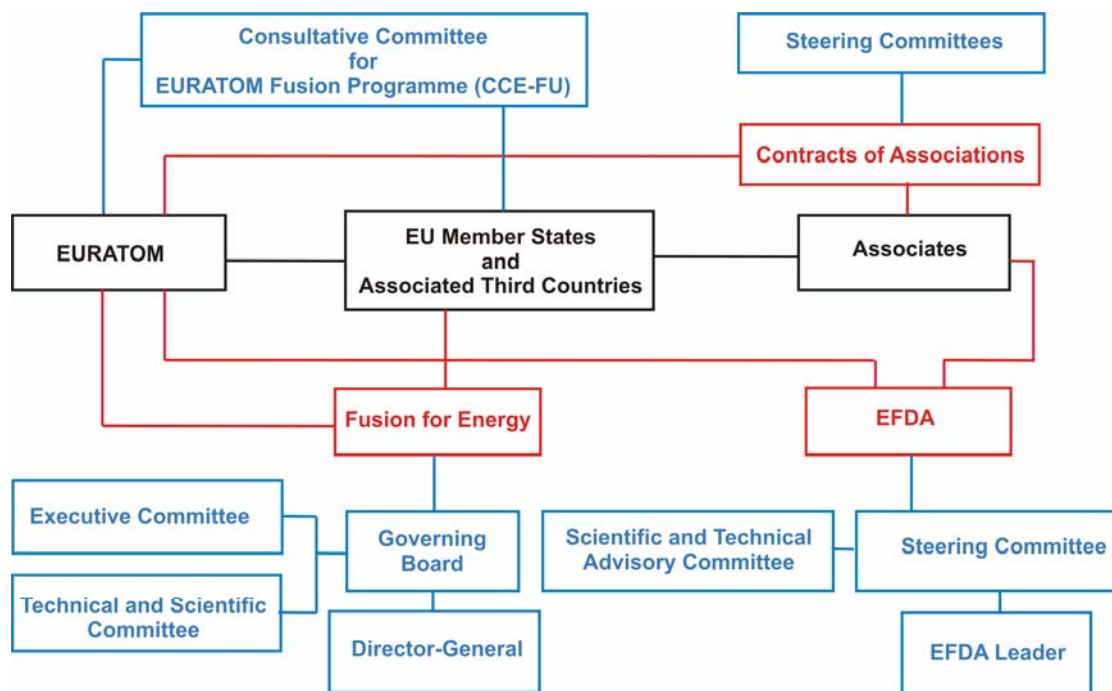 Consultative Committee
for
EURATOM Fusion Programme (CCE-FU)
Steering Committees
Contracts of Associations
EURATOM
EU Member States
and
Associated Third Countries
Associates
Fusion for Energy
EFDA
Executive Committee
Governing
Board
Scientific and Technical
Advisory Committee
Steering Committee
Technical and Scientific
Committee
Director-General
EFDA Leader